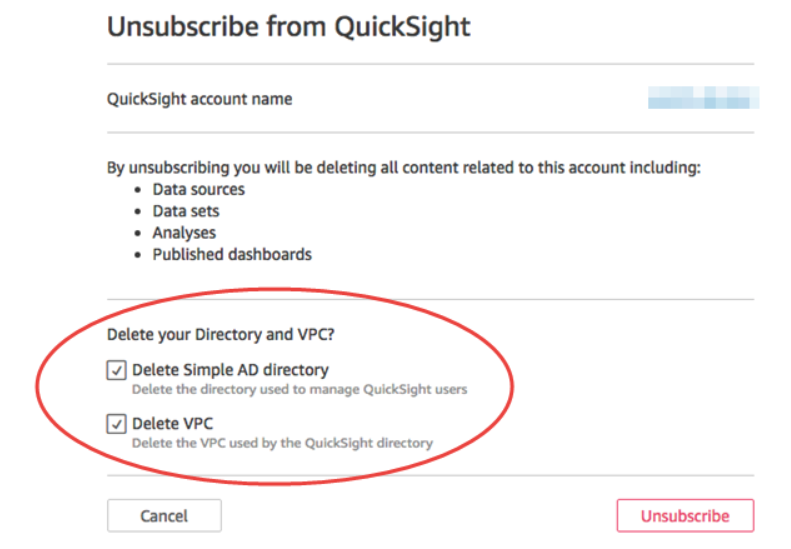 Unsubscribe from QuickSight
QuickSight account name
By unsubscribing you will be deleting all content related to this account including:
• Data sources
• Data sets
• Analyses
• Published dashboards
Delete your Directory and VPC?
Delete Simple AD directory
Delete the directory used to manage QuickSight users
Delete VPC
Delete the VPC used by the QuickSight directory
Cancel Unsubscribe